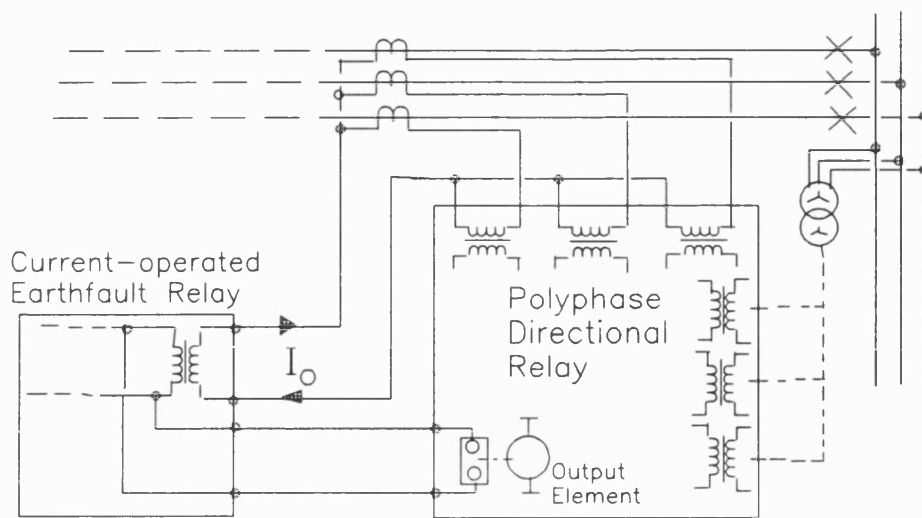 Current-operated
Earthfault Relay
I₀
Polyphase
Directional
Relay
Output
Element